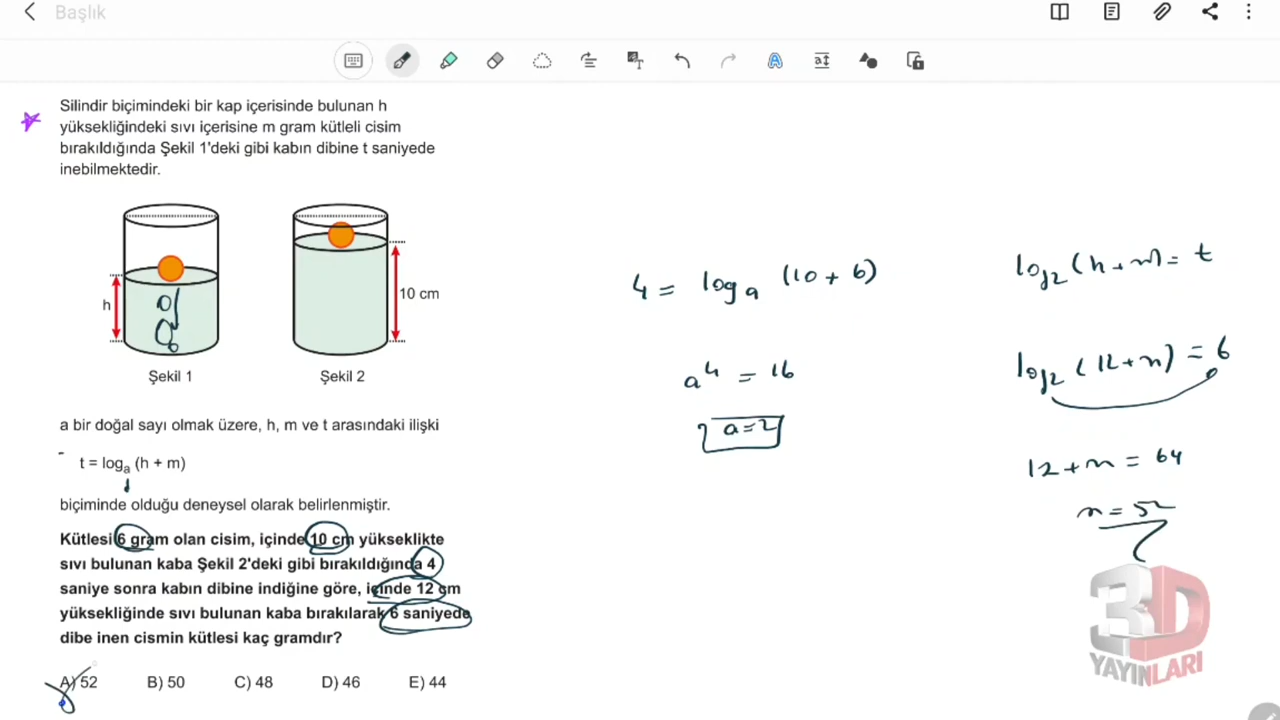 Başlık
Silindir biçimindeki bir kap içerisinde bulunan h
yüksekliğindeki sıvı içerisine m gram kütleli cisim
bırakıldığında Şekil 1'deki gibi kabın dibine t saniyede
inebilmektedir.
h
10 cm
Şekil 1
Şekil 2
a bir doğal sayı olmak üzere, h, m ve t arasındaki ilişki
t = logₐ (h + m)
biçiminde olduğu deneysel olarak belirlenmiştir.
Kütlesi 6 gram olan cisim, içinde 10 cm yükseklikte
sıvı bulunan kaba Şekil 2'deki gibi bırakıldığında 4
saniye sonra kabın dibine indiğine göre, içinde 12 cm
yüksekliğinde sıvı bulunan kaba bırakılarak 6 saniyede
dibe inen cismin kütlesi kaç gramdır?
A) 52
B) 50
C) 48
D) 46
E) 44
4 = logₐ (10 + 6)
a⁴ = 16
a = 2
log₂ (h + m) = t
log₂ (12 + m) = 6
12 + m = 64
m = 52
3D
YAYINLARI